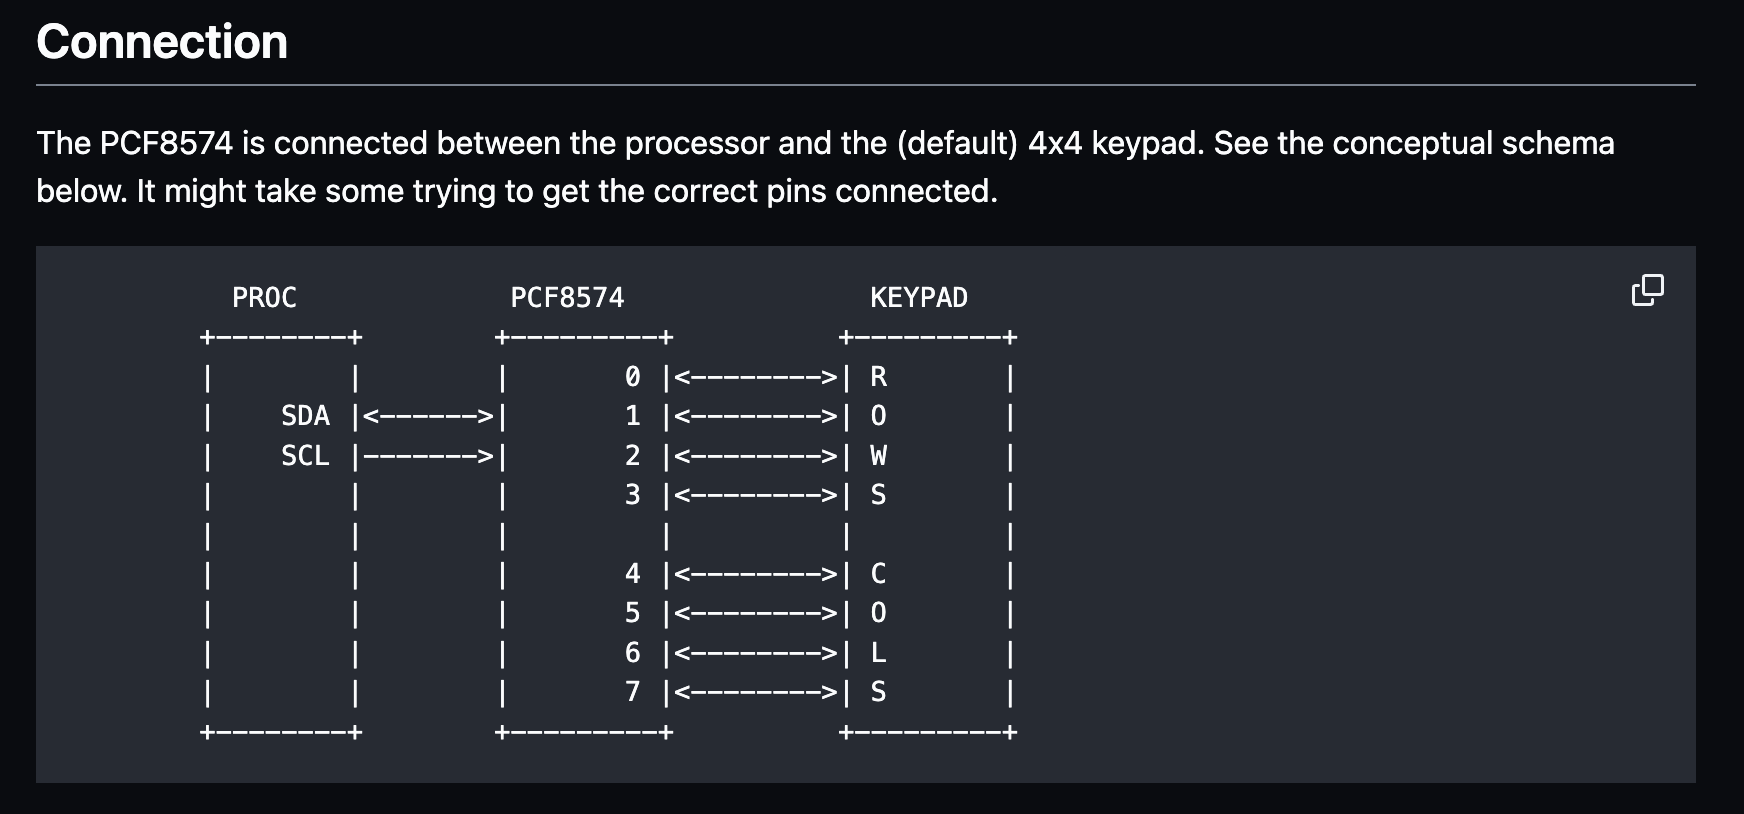 Connection
The PCF8574 is connected between the processor and the (default) 4x4 keypad. See the conceptual schema
below. It might take some trying to get the correct pins connected.
          PROC             PCF8574               KEYPAD
        +--------+        +---------+          +---------+
        |        |        |       0 |<-------->| R       |
        |    SDA |<------>|       1 |<-------->| O       |
        |    SCL |------->|       2 |<-------->| W       |
        |        |        |       3 |<-------->| S       |
        |        |        |         |          |         |
        |        |        |       4 |<-------->| C       |
        |        |        |       5 |<-------->| O       |
        |        |        |       6 |<-------->| L       |
        |        |        |       7 |<-------->| S       |
        +--------+        +---------+          +---------+